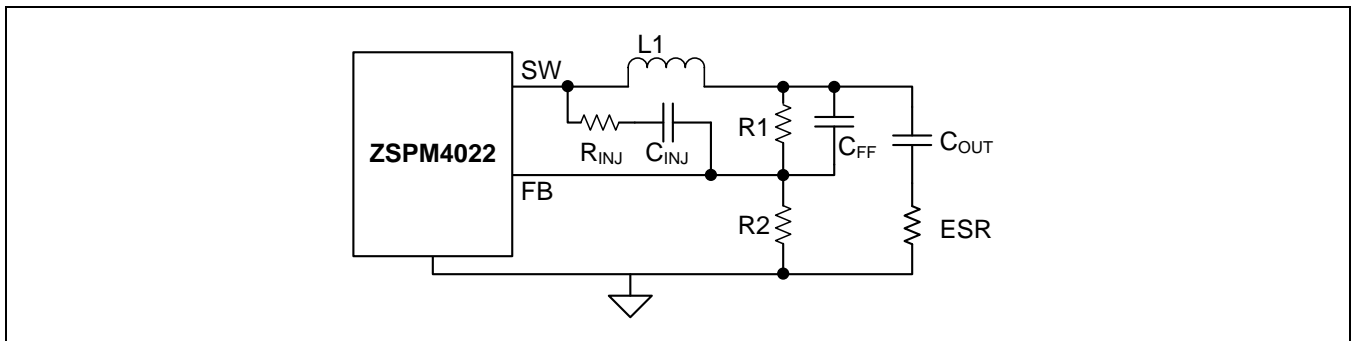 L1
SW
R1
ZSPM4022
RINJ
CINJ
CFF
COUT
FB
R2
ESR